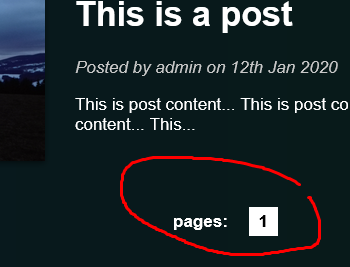 This is a post
Posted by admin on 12th Jan 2020
This is post content... This is post co
content... This...
pages: 1